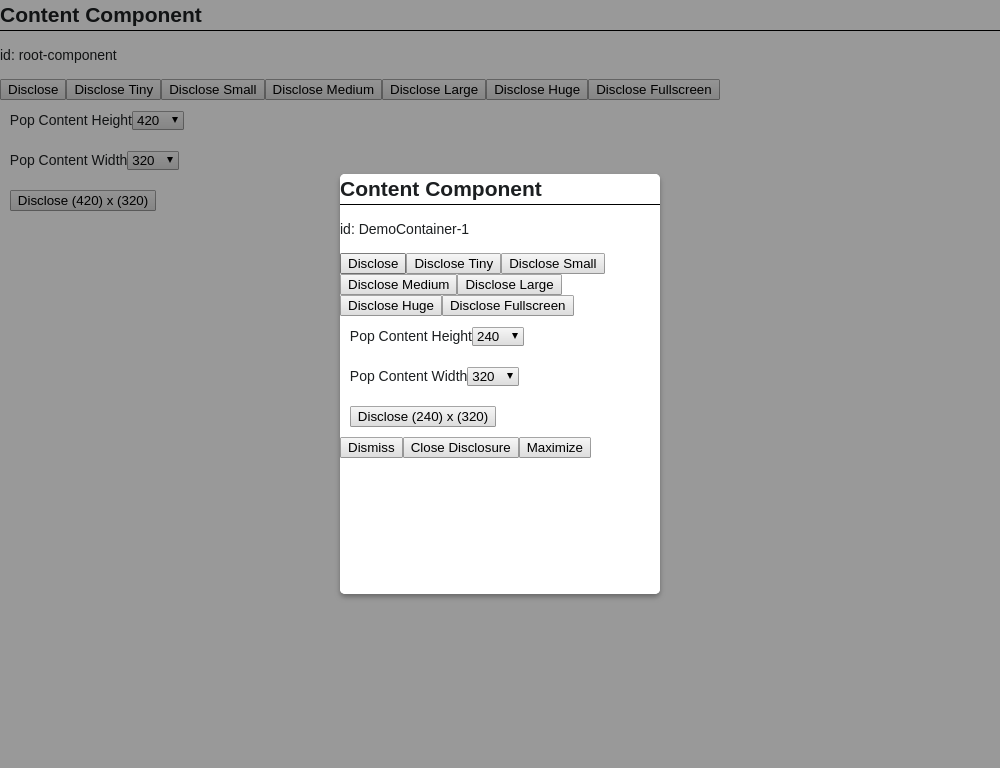 Content Component
id: root-component
Disclose Disclose Tiny Disclose Small Disclose Medium Disclose Large Disclose Huge Disclose Fullscreen
Pop Content Height 420
Pop Content Width 320
Disclose (420) x (320)
Content Component
id: DemoContainer-1
Disclose Disclose Tiny Disclose Small
Disclose Medium Disclose Large
Disclose Huge Disclose Fullscreen
Pop Content Height 240
Pop Content Width 320
Disclose (240) x (320)
Dismiss Close Disclosure Maximize